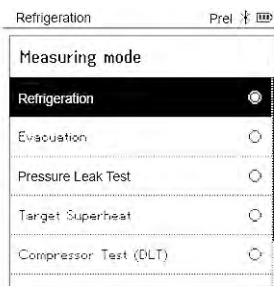 Refrigeration Prel
Measuring mode
Refrigeration
Evacuation
Pressure Leak Test
Target Superheat
Compressor Test (DLT)